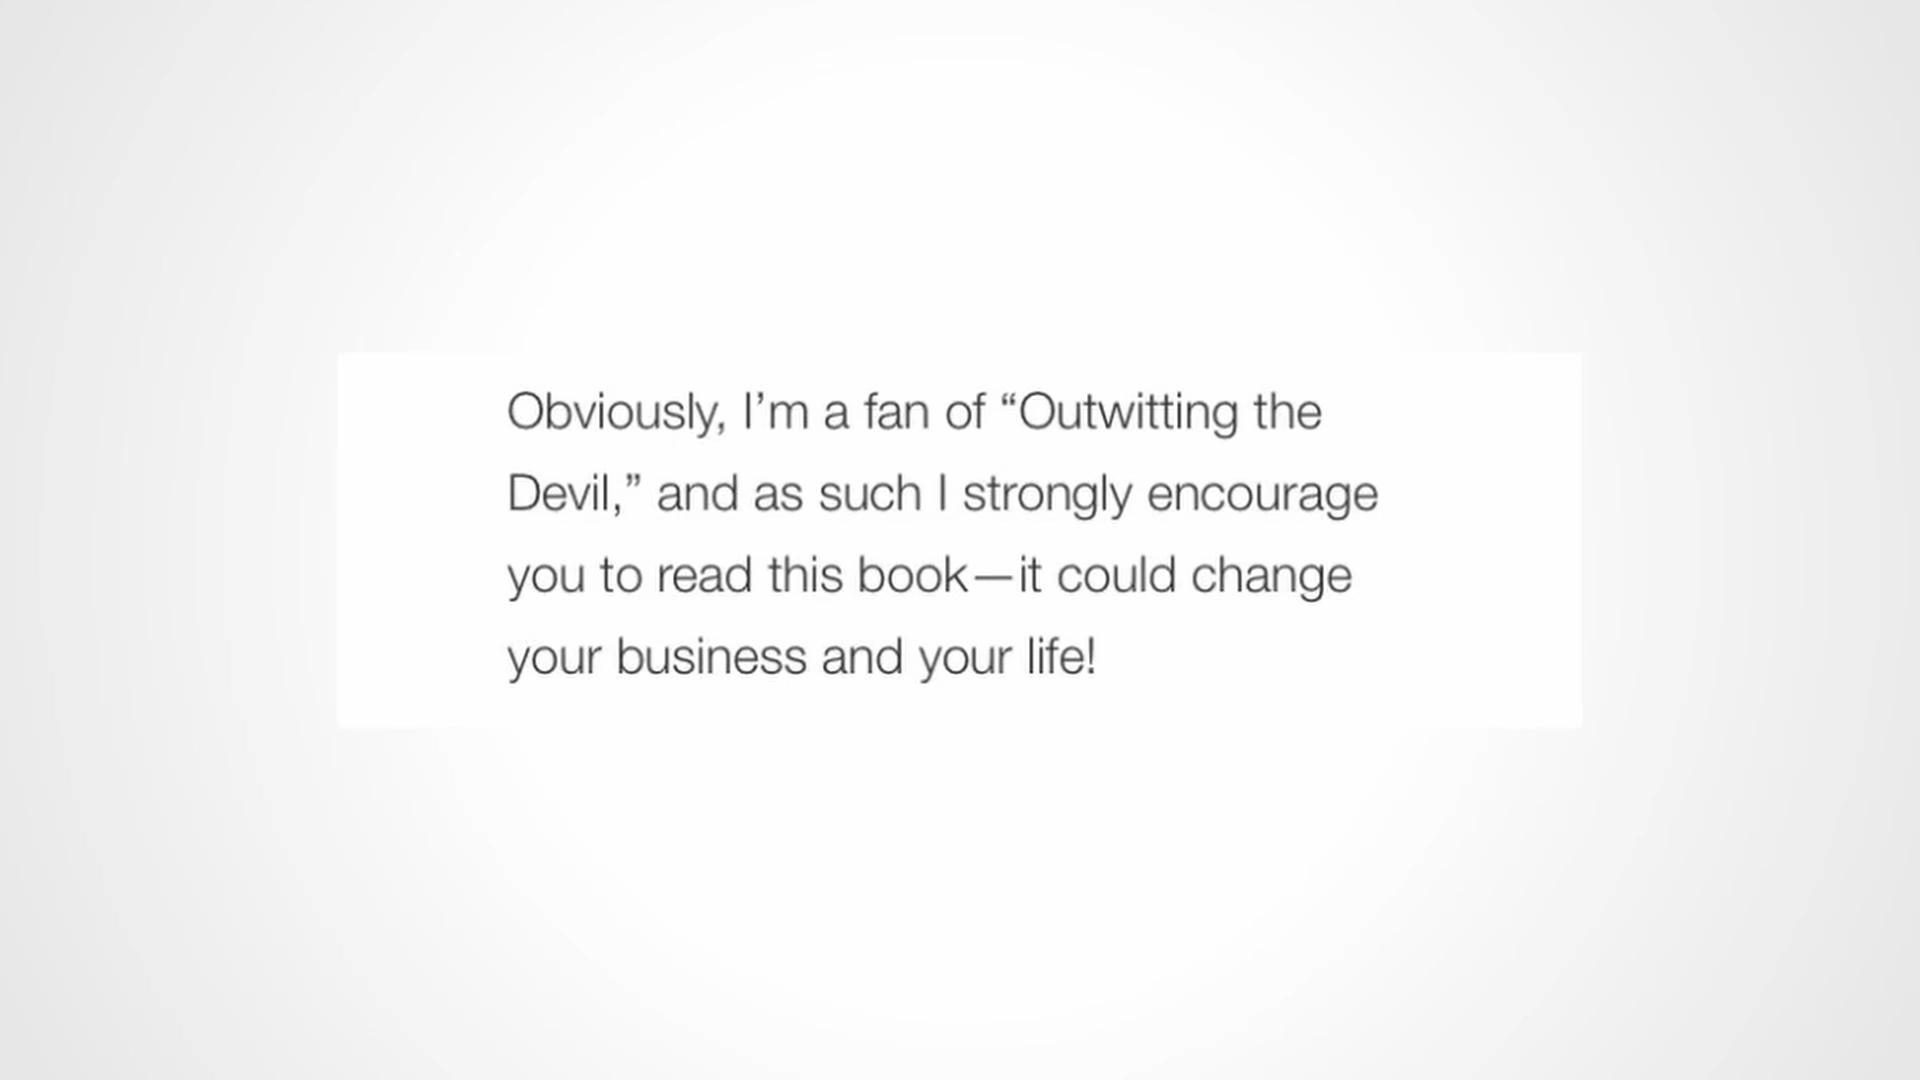 Obviously, I’m a fan of “Outwitting the
Devil,” and as such I strongly encourage
you to read this book—it could change
your business and your life!